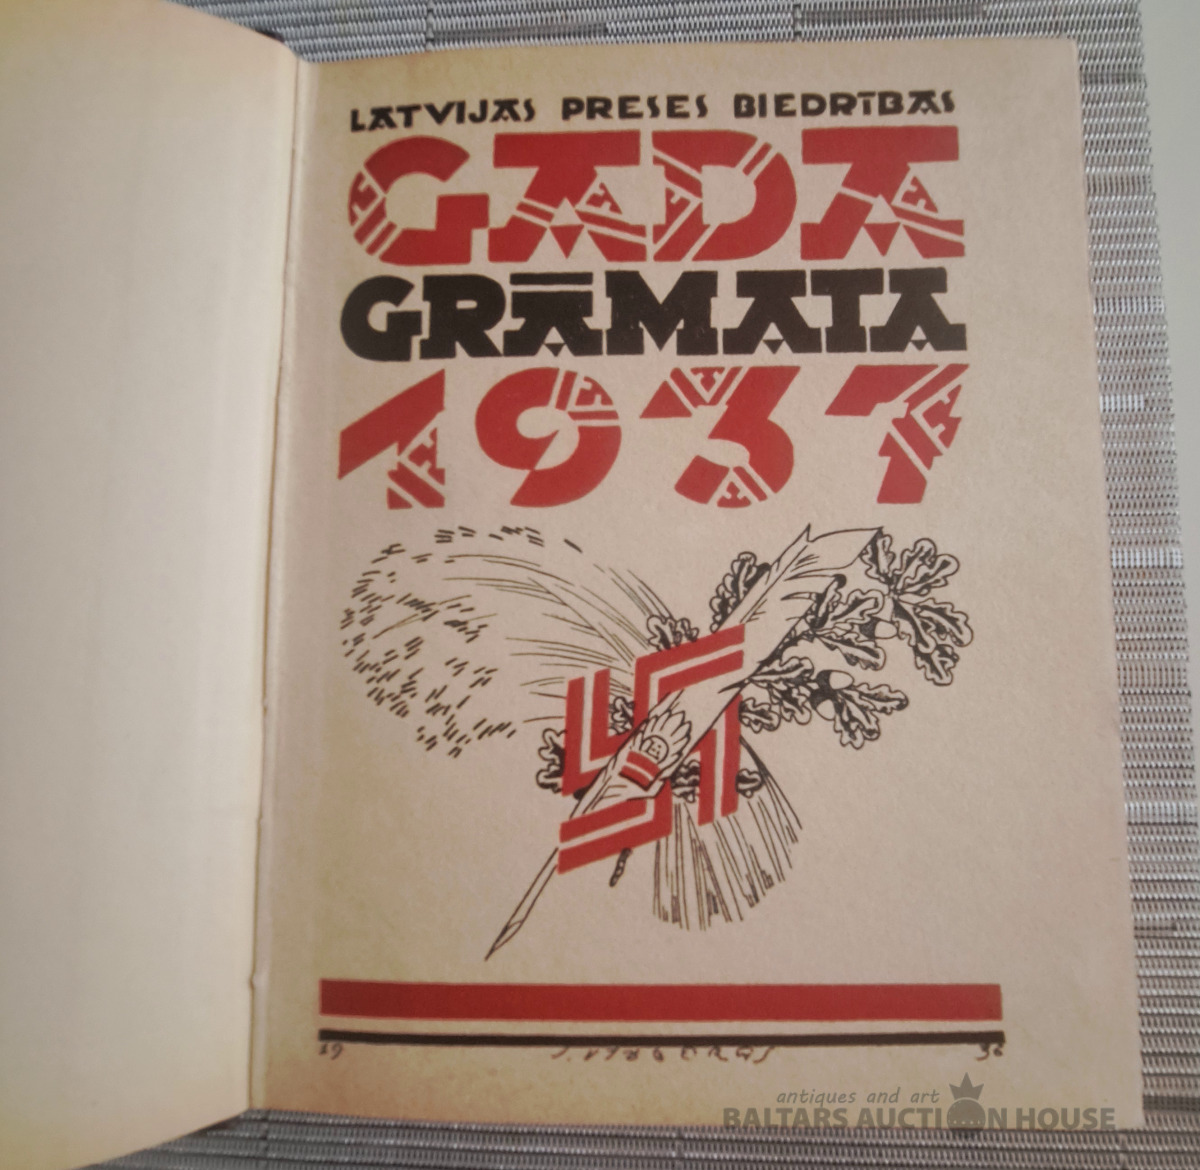 LATVIJAS PRESES BIEDRĪBAS
GADA
GRĀMATA
1937
19 36
antiques and art
BALTARS AUCTION HOUSE